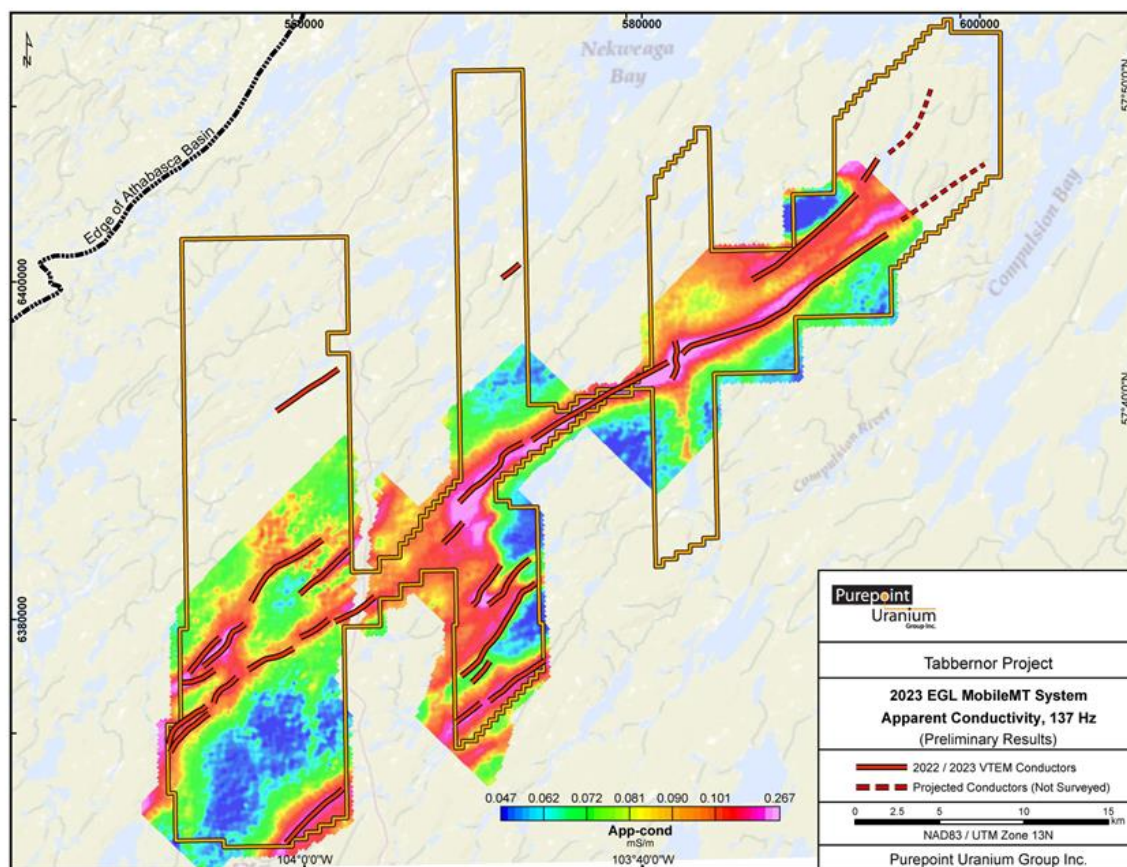 560000
580000
600000
N
Nekweaga
Bay
57°50'0"N
Edge of Athabasca Basin
Compulsion Bay
6400000
57°40'0"N
Compulsion River
6380000
Purepoint
Uranium
Group Inc.
Tabbernor Project
2023 EGL MobileMT System
Apparent Conductivity, 137 Hz
(Preliminary Results)
2022 / 2023 VTEM Conductors
Projected Conductors (Not Surveyed)
0 2.5 5 10 15
km
NAD83 / UTM Zone 13N
Purepoint Uranium Group Inc.
0.047 0.062 0.072 0.081 0.090 0.101 0.267
App-cond
mS/m
104°0'0"W
103°40'0"W